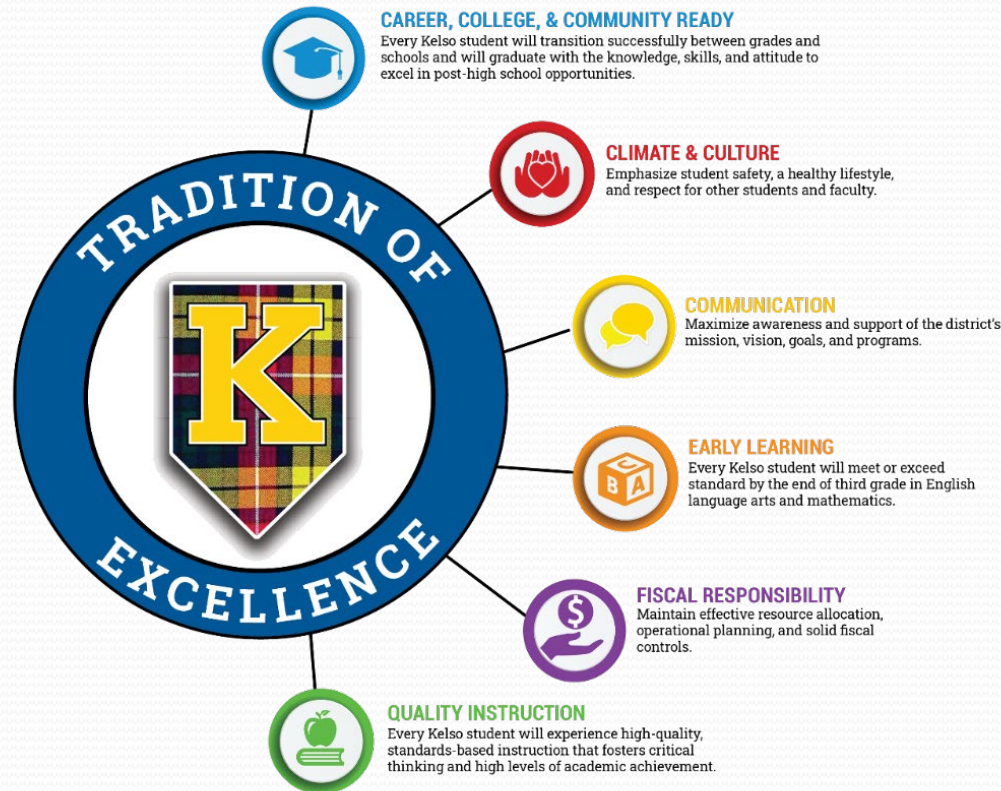 CAREER, COLLEGE, & COMMUNITY READY
Every Kelso student will transition successfully between grades and
schools and will graduate with the knowledge, skills, and attitude to
excel in post-high school opportunities.
CLIMATE & CULTURE
Emphasize student safety, a healthy lifestyle,
and respect for other students and faculty.
TRADITION OF
K
EXCELLENCE
COMMUNICATION
Maximize awareness and support of the district's
mission, vision, goals, and programs.
C
B A
EARLY LEARNING
Every Kelso student will meet or exceed
standard by the end of third grade in English
language arts and mathematics.
$
FISCAL RESPONSIBILITY
Maintain effective resource allocation,
operational planning, and solid fiscal
controls.
QUALITY INSTRUCTION
Every Kelso student will experience high-quality,
standards-based instruction that fosters critical
thinking and high levels of academic achievement.